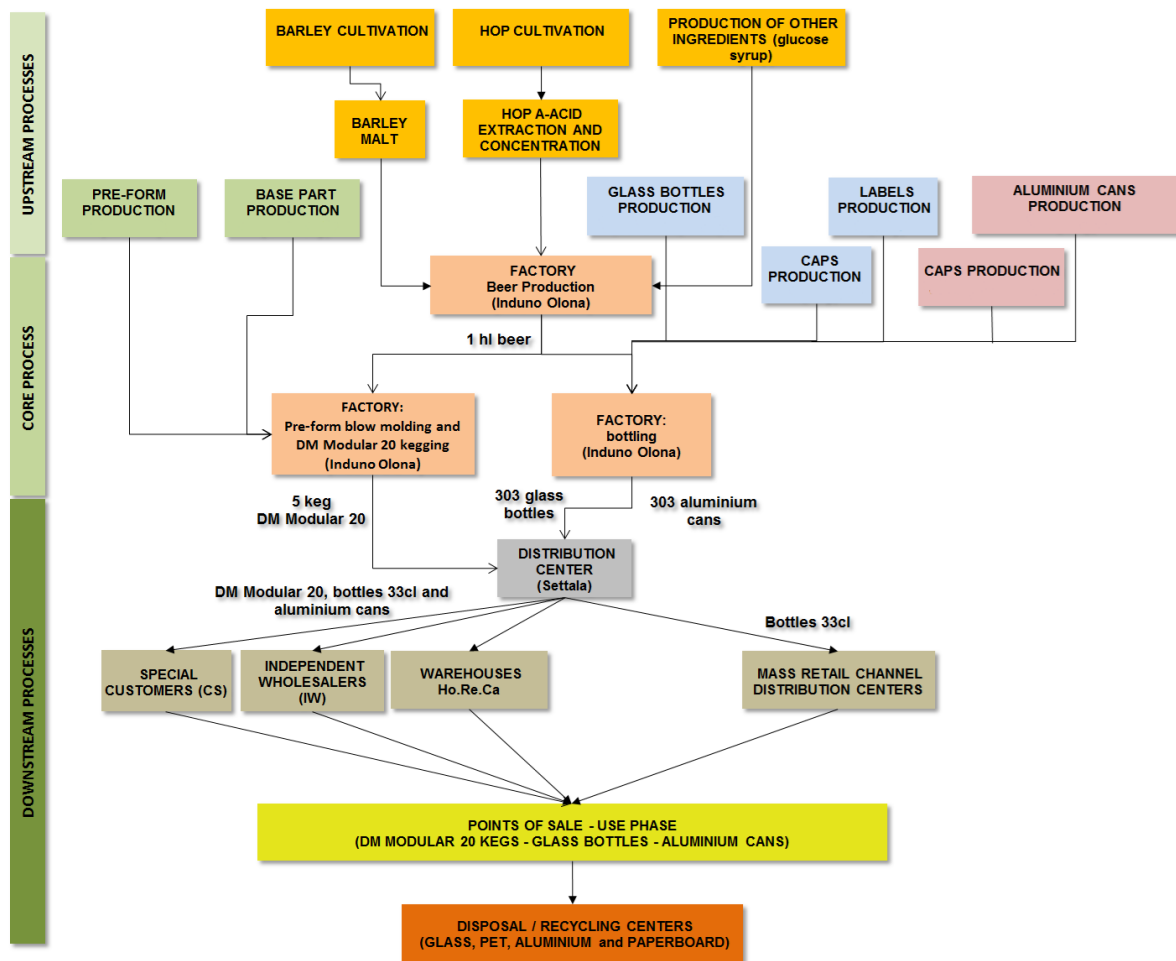 UPSTREAM PROCESSES
BARLEY CULTIVATION
HOP CULTIVATION
PRODUCTION OF OTHER
INGREDIENTS (glucose
syrup)
BARLEY
MALT
HOP A-ACID
EXTRACTION AND
CONCENTRATION
PRE-FORM
PRODUCTION
BASE PART
PRODUCTION
GLASS BOTTLES
PRODUCTION
LABELS
PRODUCTION
ALUMINIUM CANS
PRODUCTION
CAPS
PRODUCTION
CAPS PRODUCTION
CORE PROCESS
FACTORY
Beer Production
(Induno Olona)
1 hl beer
FACTORY:
Pre-form blow molding and
DM Modular 20 kegging
(Induno Olona)
FACTORY:
bottling
(Induno Olona)
DOWNSTREAM PROCESSES
5 keg
DM Modular 20
303 glass
bottles
303 aluminium
cans
DISTRIBUTION
CENTER
(Settala)
DM Modular 20, bottles 33cl and
aluminium cans
Bottles 33cl
SPECIAL
CUSTOMERS (CS)
INDEPENDENT
WHOLESALERS
(IW)
WAREHOUSES
Ho.Re.Ca
MASS RETAIL CHANNEL
DISTRIBUTION CENTERS
POINTS OF SALE - USE PHASE
(DM MODULAR 20 KEGS - GLASS BOTTLES - ALUMINIUM CANS)
DISPOSAL / RECYCLING CENTERS
(GLASS, PET, ALUMINIUM and PAPERBOARD)